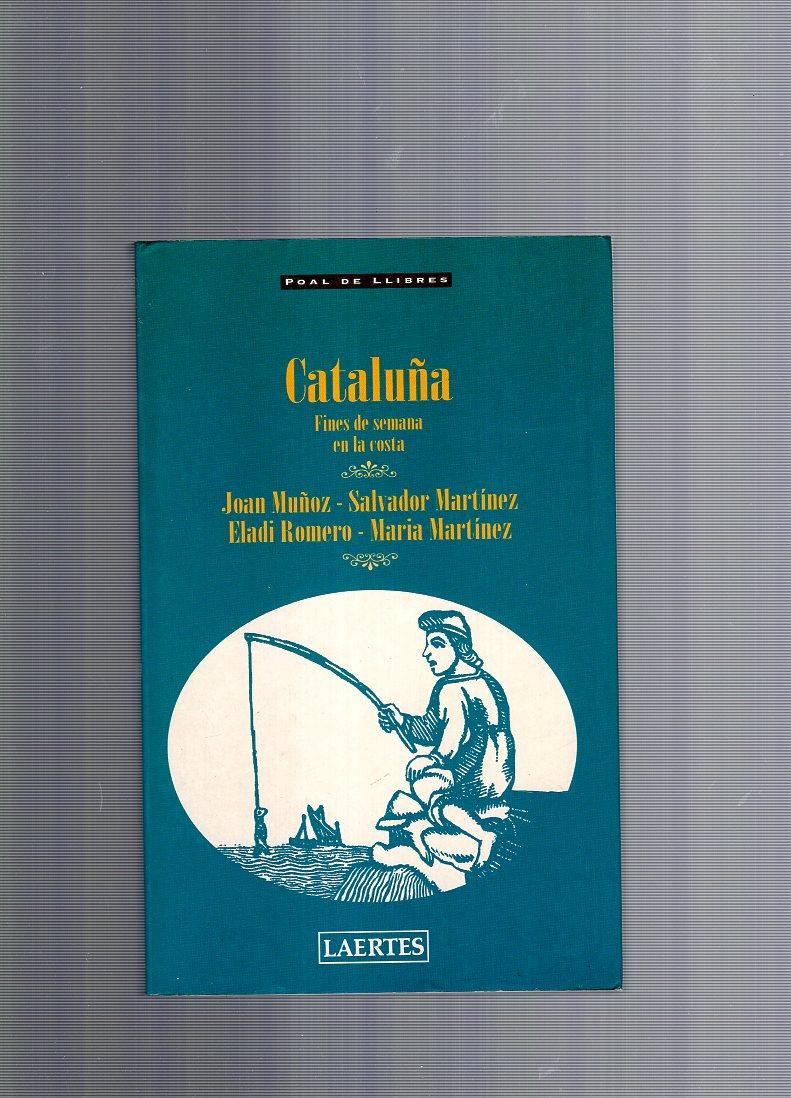 POAL DE LLIBRES
Cataluña
Fines de semana
en la costa
Joan Muñoz - Salvador Martínez
Eladi Romero - Maria Martínez
LAERTES